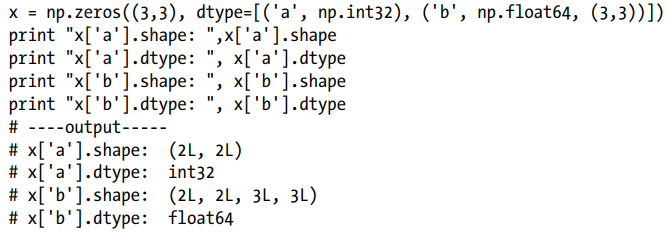 x = np.zeros((3,3), dtype=[('a', np.int32), ('b', np.float64, (3,3))])
print "x['a'].shape: ",x['a'].shape
print "x['a'].dtype: ", x['a'].dtype
print "x['b'].shape: ", x['b'].shape
print "x['b'].dtype: ", x['b'].dtype
# ----output-----
# x['a'].shape:  (2L, 2L)
# x['a'].dtype:  int32
# x['b'].shape:  (2L, 2L, 3L, 3L)
# x['b'].dtype:  float64